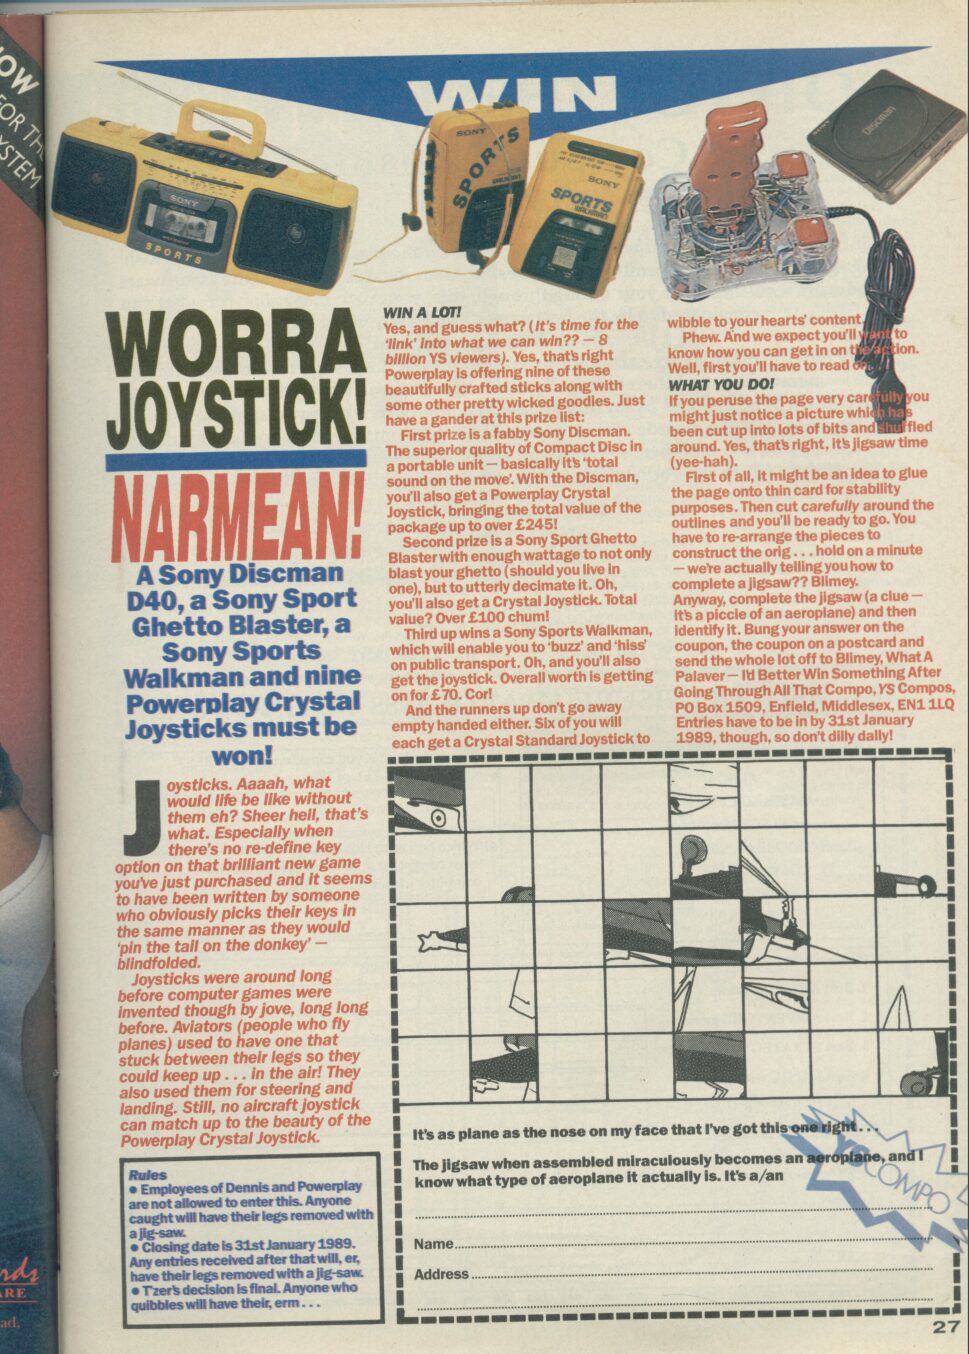 OW
FOR TH
YSTEM
WIN
SONY
SPORTS
SONY
SPORTS
WALKMAN
SONY
SPORTS
WALKMAN
Discman
WORRA
JOYSTICK!
NARMEAN!
A Sony Discman
D40, a Sony Sport
Ghetto Blaster, a
Sony Sports
Walkman and nine
Powerplay Crystal
Joysticks must be
won!
Joysticks. Aaaah, what
would life be like without
them eh? Sheer hell, that's
what. Especially when
there's no re-define key
option on that brilliant new game
you've just purchased and it seems
to have been written by someone
who obviously picks their keys in
the same manner as they would
'pin the tail on the donkey' —
blindfolded.
Joysticks were around long
before computer games were
invented though by jove, long long
before. Aviators (people who fly
planes) used to have one that
stuck between their legs so they
could keep up . . . in the air! They
also used them for steering and
landing. Still, no aircraft joystick
can match up to the beauty of the
Powerplay Crystal Joystick.
Rules
• Employees of Dennis and Powerplay
are not allowed to enter this. Anyone
caught will have their legs removed with
a jig-saw.
• Closing date is 31st January 1989.
Any entries received after that will, er,
have their legs removed with a jig-saw.
• T'zer's decision is final. Anyone who
quibbles will have their, erm . . .
WIN A LOT!
Yes, and guess what? (It's time for the
'link' into what we can win?? — 8
billion YS viewers). Yes, that's right
Powerplay is offering nine of these
beautifully crafted sticks along with
some other pretty wicked goodies. Just
have a gander at this prize list:
First prize is a fabby Sony Discman.
The superior quality of Compact Disc in
a portable unit — basically it's 'total
sound on the move'. With the Discman,
you'll also get a Powerplay Crystal
Joystick, bringing the total value of the
package up to over £245!
Second prize is a Sony Sport Ghetto
Blaster with enough wattage to not only
blast your ghetto (should you live in
one), but to utterly decimate it. Oh,
you'll also get a Crystal Joystick. Total
value? Over £100 chum!
Third up wins a Sony Sports Walkman,
which will enable you to 'buzz' and 'hiss'
on public transport. Oh, and you'll also
get the joystick. Overall worth is getting
on for £70. Cor!
And the runners up don't go away
empty handed either. Six of you will
each get a Crystal Standard Joystick to
wibble to your hearts' content.
Phew. And we expect you'll want to
know how you can get in on the action.
Well, first you'll have to read
WHAT YOU DO!
If you peruse the page very carefully you
might just notice a picture which has
been cut up into lots of bits and shuffled
around. Yes, that's right, it's jigsaw time
(yee-hah).
First of all, it might be an idea to glue
the page onto thin card for stability
purposes. Then cut carefully around the
outlines and you'll be ready to go. You
have to re-arrange the pieces to
construct the orig . . . hold on a minute
— we're actually telling you how to
complete a jigsaw?? Blimey.
Anyway, complete the jigsaw (a clue —
it's a piccie of an aeroplane) and then
identify it. Bung your answer on the
coupon, the coupon on a postcard and
send the whole lot off to Blimey, What A
Palaver — I'd Better Win Something After
Going Through All That Compo, YS Compos,
PO Box 1509, Enfield, Middlesex, EN1 1LQ
Entries have to be in by 31st January
1989, though, so don't dilly dally!
It's as plane as the nose on my face that I've got this one right . . .
The jigsaw when assembled miraculously becomes an aeroplane, and I
know what type of aeroplane it actually is. It's a/an
Name
Address
YOCOMPO
rds
ARE
ad,
27